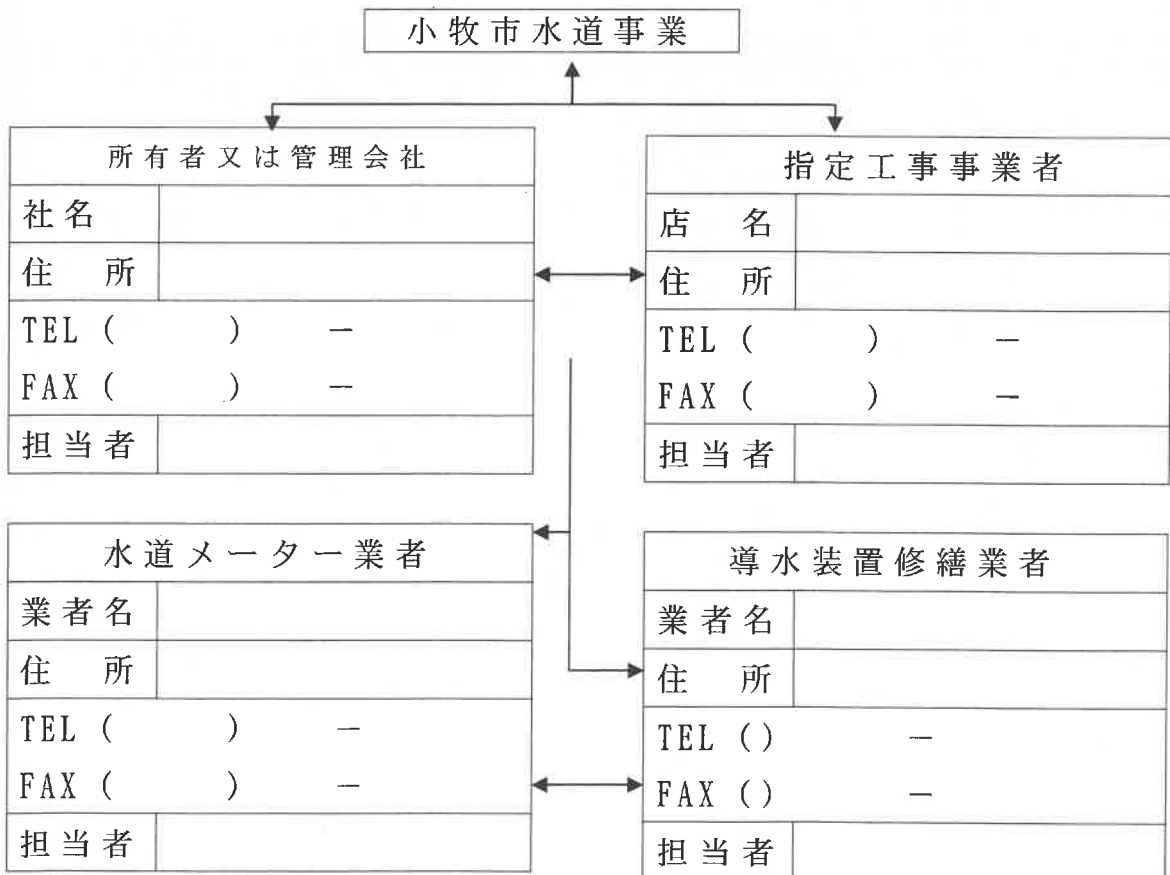 小牧市水道事業
所有者又は管理会社
社名
住所
TEL ( ) －
FAX ( ) －
担当者
指定工事事業者
店名
住所
TEL ( ) －
FAX ( ) －
担当者
水道メーター業者
業者名
住所
TEL ( ) －
FAX ( ) －
担当者
導水装置修繕業者
業者名
住所
TEL () －
FAX () －
担当者